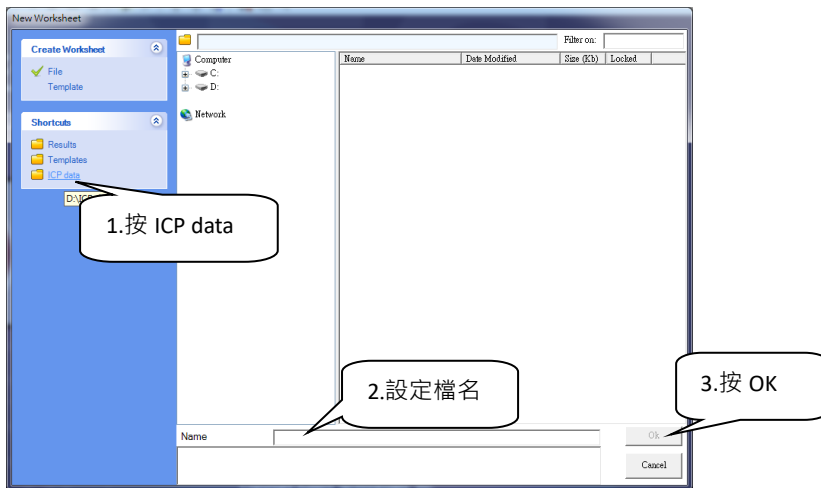 New Worksheet
Create Worksheet
File
Template
Shortcuts
Results
Templates
ICP data
Filter on:
Computer
C:
D:
Network
Name Date Modified Size (Kb) Locked
1.按 ICP data
2.設定檔名
3.按 OK
Name
Ok
Cancel